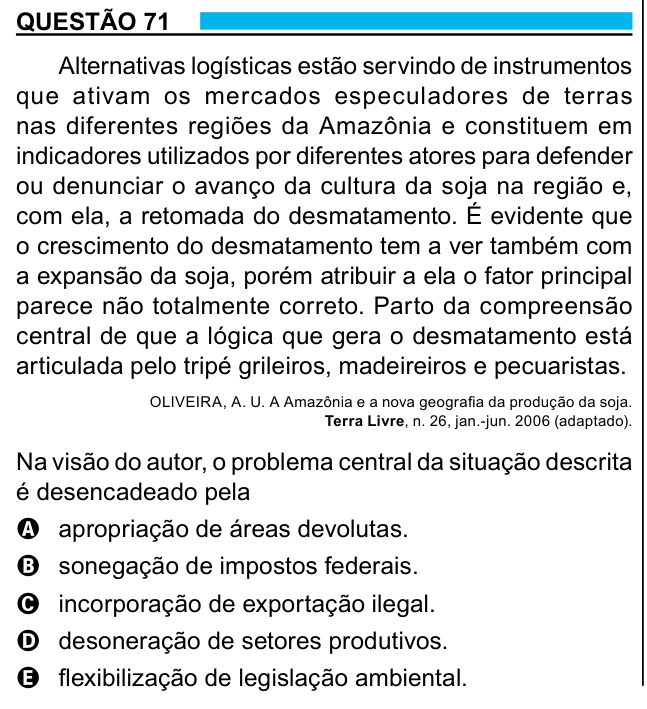 QUESTÃO 71
Alternativas logísticas estão servindo de instrumentos
que ativam os mercados especuladores de terras
nas diferentes regiões da Amazônia e constituem em
indicadores utilizados por diferentes atores para defender
ou denunciar o avanço da cultura da soja na região e,
com ela, a retomada do desmatamento. É evidente que
o crescimento do desmatamento tem a ver também com
a expansão da soja, porém atribuir a ela o fator principal
parece não totalmente correto. Parto da compreensão
central de que a lógica que gera o desmatamento está
articulada pelo tripé grileiros, madeireiros e pecuaristas.
OLIVEIRA, A. U. A Amazônia e a nova geografia da produção da soja.
Terra Livre, n. 26, jan.-jun. 2006 (adaptado).
Na visão do autor, o problema central da situação descrita
é desencadeado pela
A apropriação de áreas devolutas.
B sonegação de impostos federais.
C incorporação de exportação ilegal.
D desoneração de setores produtivos.
E flexibilização de legislação ambiental.